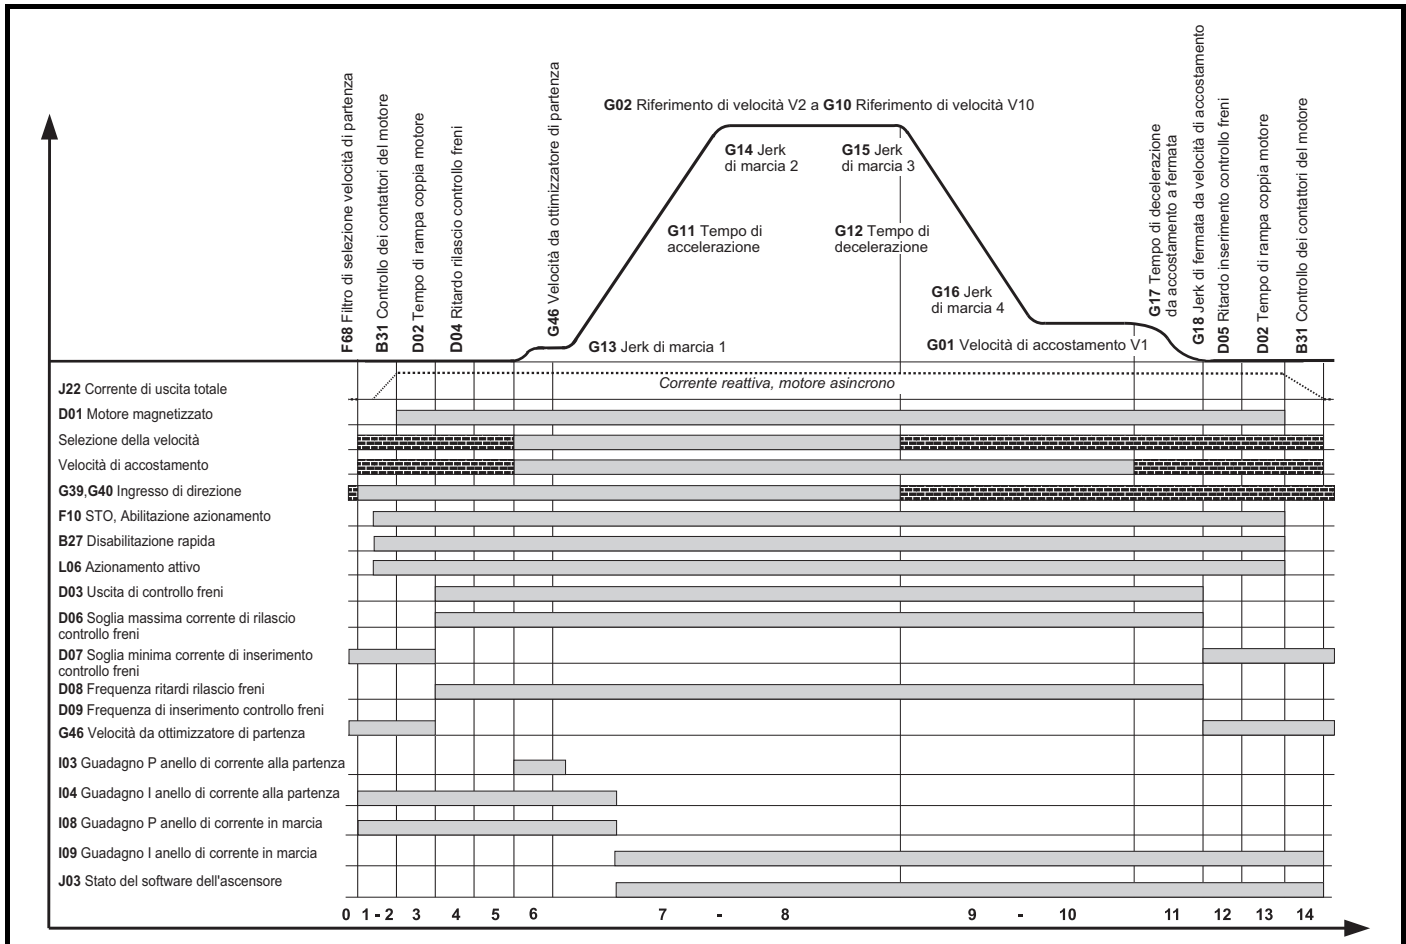 F68 Filtro di selezione velocità di partenza
B31 Controllo dei contattori del motore
D02 Tempo di rampa coppia motore
D04 Ritardo rilascio controllo freni
G46 Velocità da ottimizzatore di partenza
G02 Riferimento di velocità V2 a G10 Riferimento di velocità V10
G14 Jerk
di marcia 2
G15 Jerk
di marcia 3
G11 Tempo di
accelerazione
G12 Tempo di
decelerazione
G16 Jerk
di marcia 4
G13 Jerk di marcia 1
G01 Velocità di accostamento V1
G17 Tempo di decelerazione
da accostamento a fermata
G18 Jerk di fermata da velocità di accostamento
D05 Ritardo inserimento controllo freni
D02 Tempo di rampa coppia motore
B31 Controllo dei contattori del motore
J22 Corrente di uscita totale
Corrente reattiva, motore asincrono
D01 Motore magnetizzato
Selezione della velocità
Velocità di accostamento
G39,G40 Ingresso di direzione
F10 STO, Abilitazione azionamento
B27 Disabilitazione rapida
L06 Azionamento attivo
D03 Uscita di controllo freni
D06 Soglia massima corrente di rilascio
controllo freni
D07 Soglia minima corrente di inserimento
controllo freni
D08 Frequenza ritardi rilascio freni
D09 Frequenza di inserimento controllo freni
G46 Velocità da ottimizzatore di partenza
I03 Guadagno P anello di corrente alla partenza
I04 Guadagno I anello di corrente alla partenza
I08 Guadagno P anello di corrente in marcia
I09 Guadagno I anello di corrente in marcia
J03 Stato del software dell'ascensore
0 1 - 2 3 4 5 6 7 - 8 9 - 10 11 12 13 14